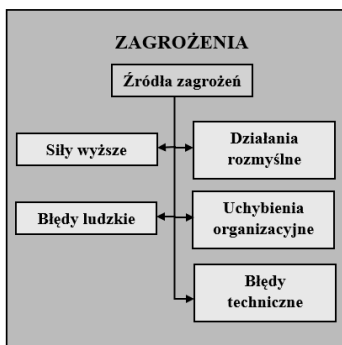 ZAGROŻENIA
Źródła zagrożeń
Siły wyższe
Działania
rozmyślne
Błędy ludzkie
Uchybienia
organizacyjne
Błędy
techniczne